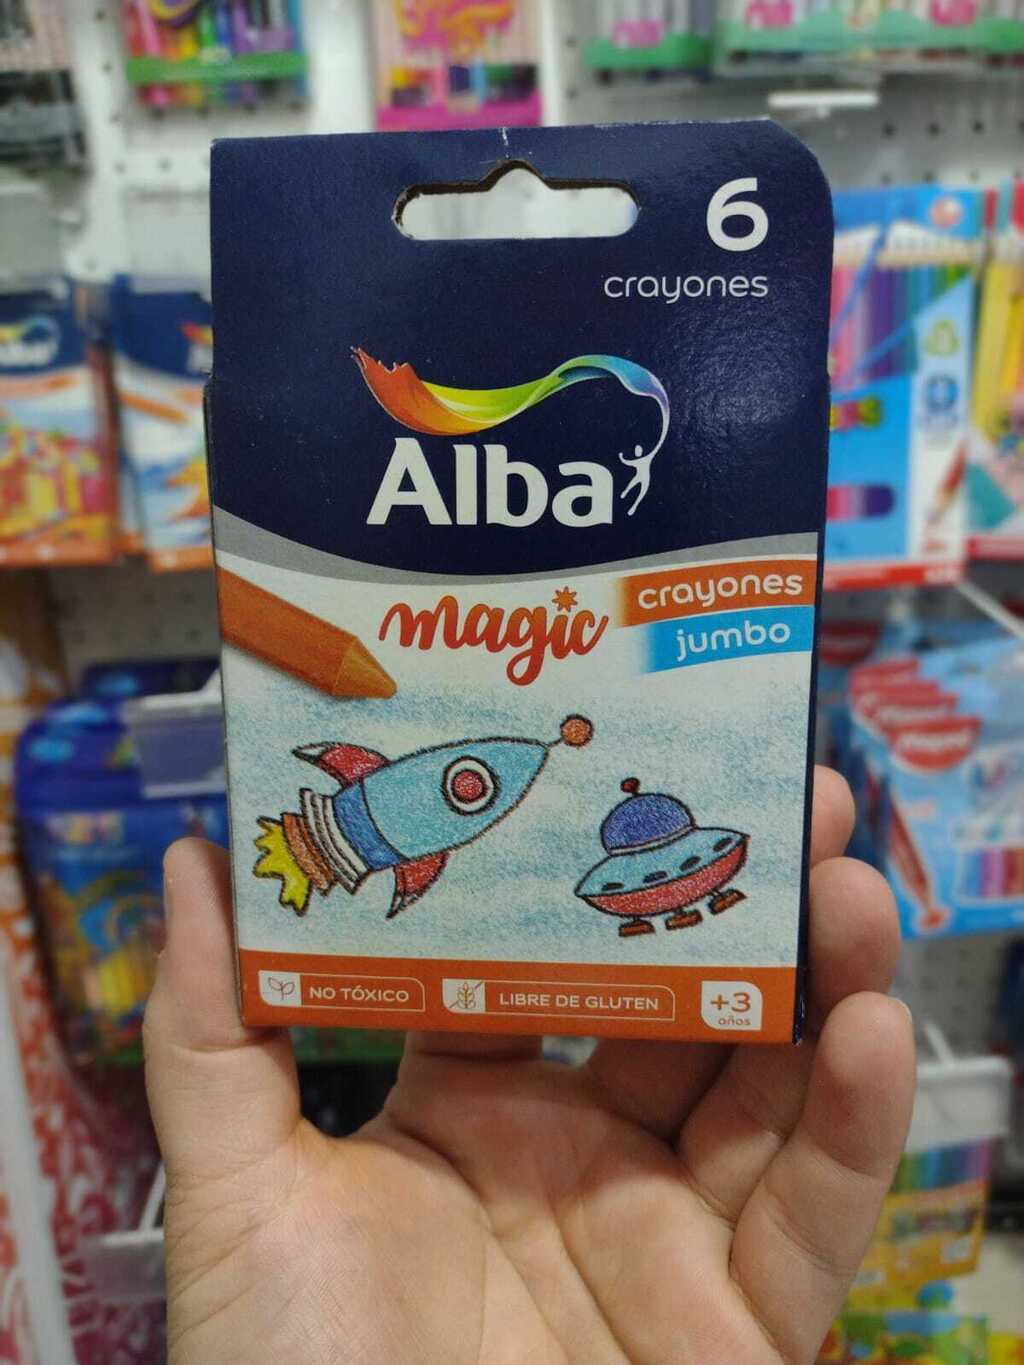 6
crayones
Alba
magic
crayones
jumbo
NO TÓXICO
LIBRE DE GLUTEN
+3
años